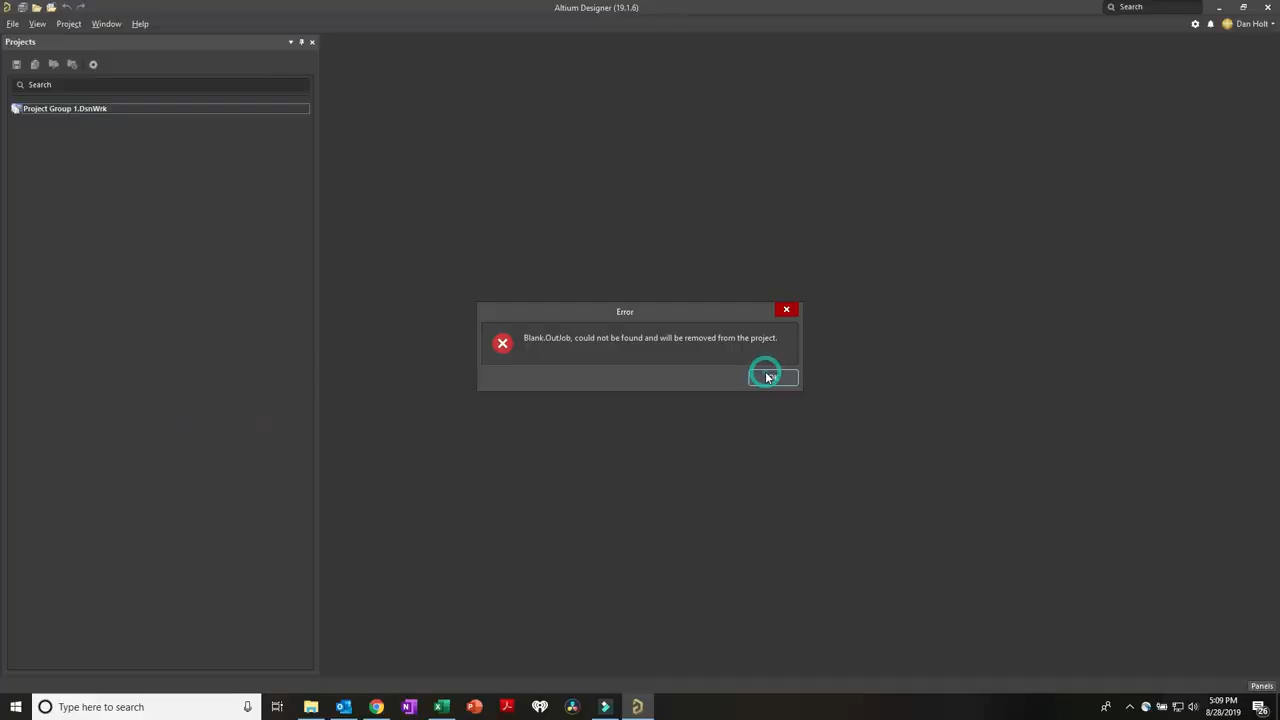 Altium Designer (19.1.6)
Search
File View Project Window Help
Dan Holt
Projects
Search
Project Group 1.DsnWrk
Error
Blank.OutJob, could not be found and will be removed from the project.
Panels
Type here to search
5:09 PM
8/28/2019